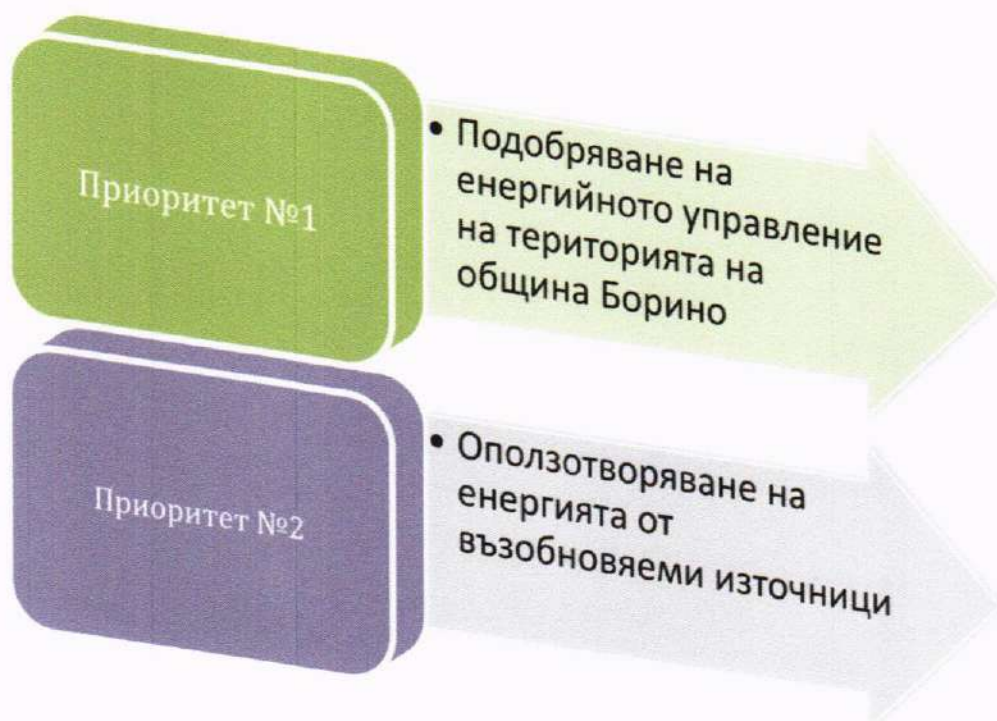 Приоритет №1
• Подобряване на
енергийното управление
на територията на
община Борино
Приоритет №2
• Оползотворяване на
енергията от
възобновяеми източници